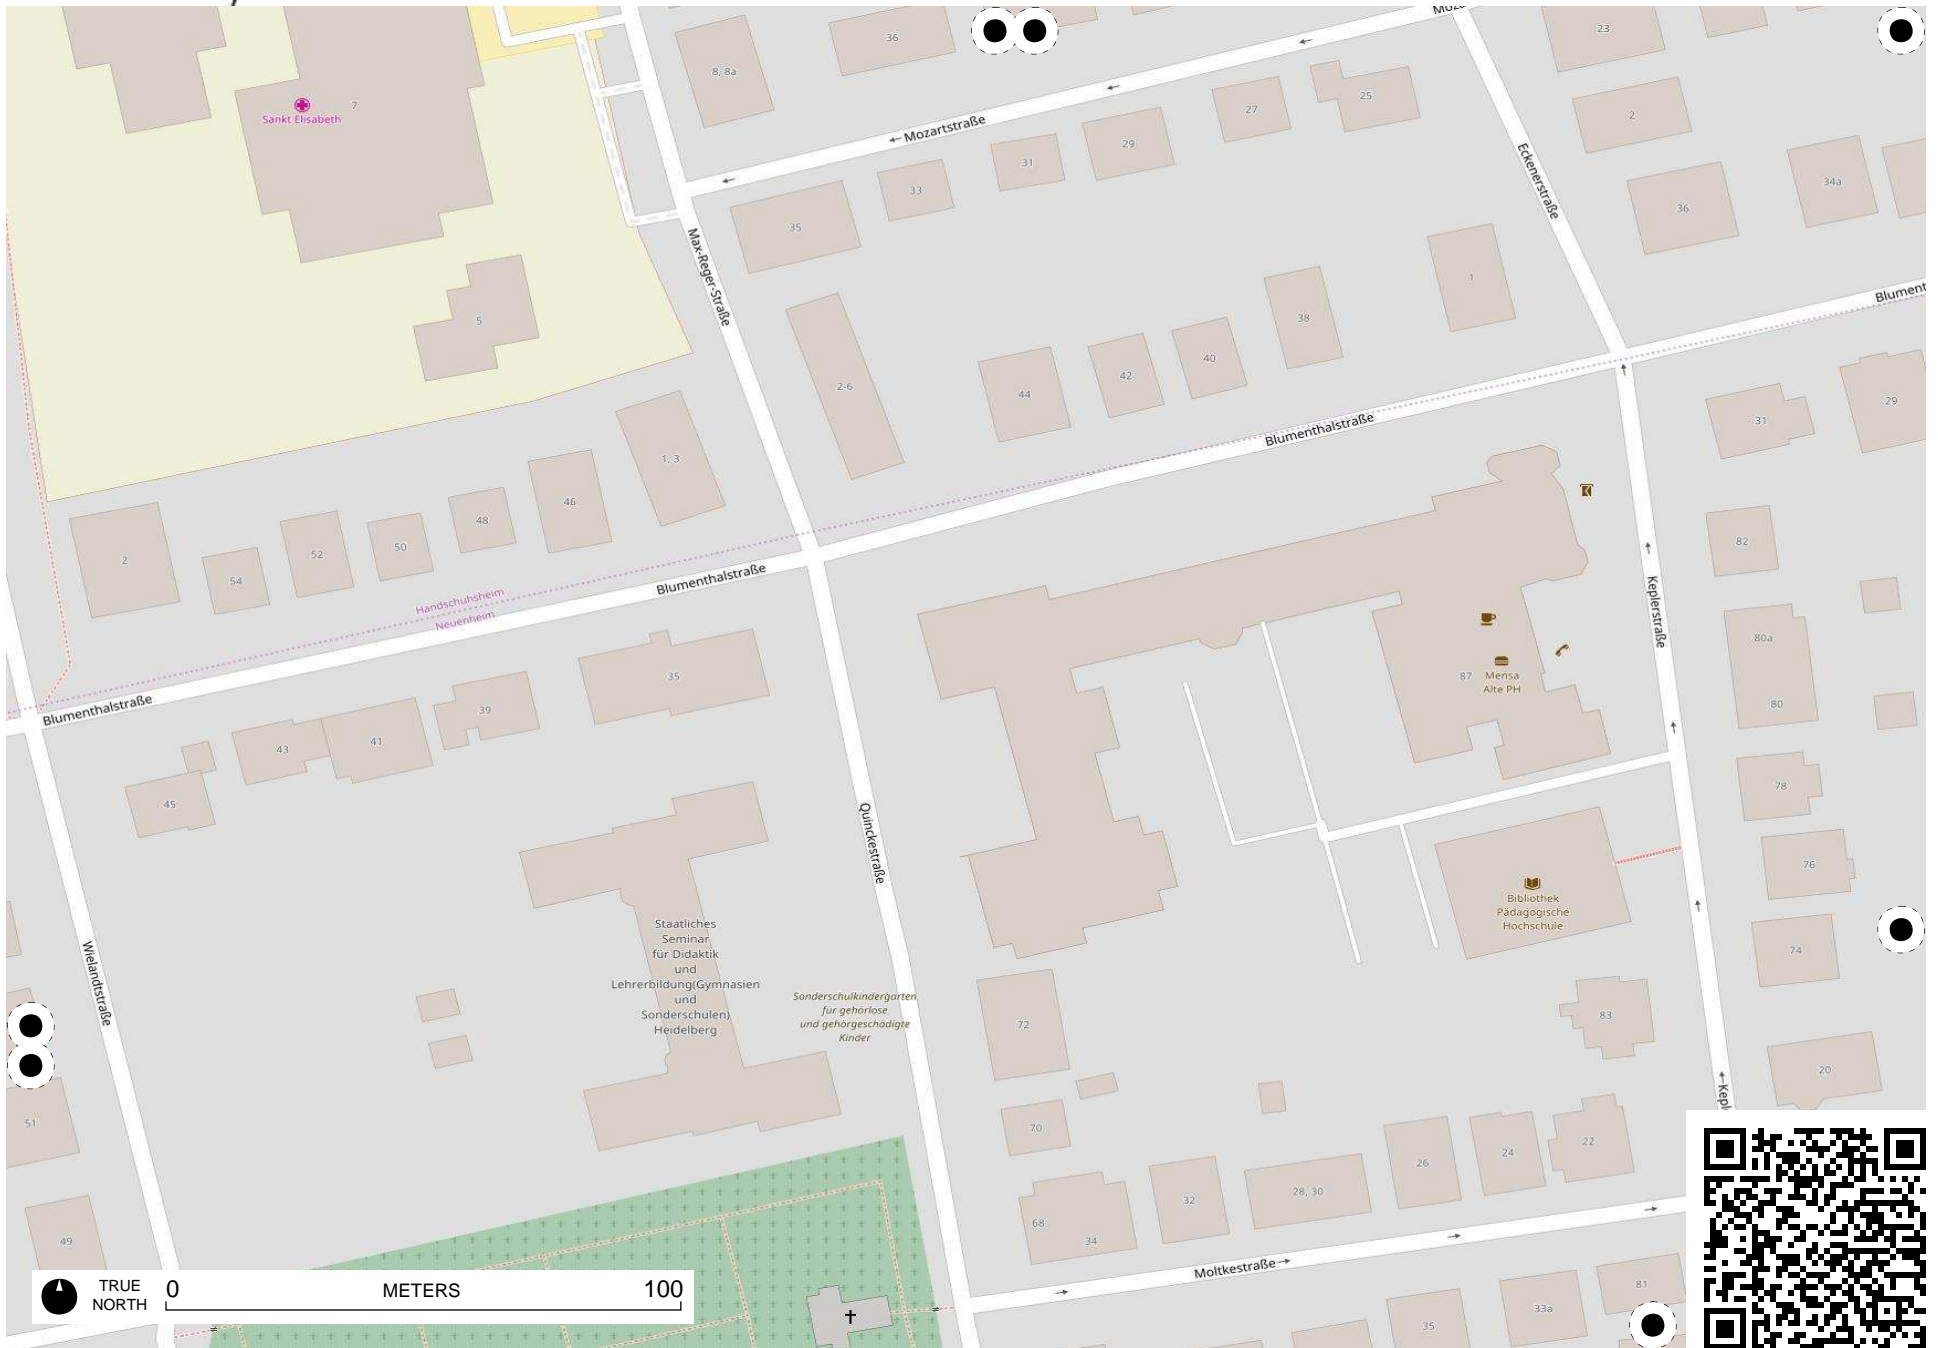 36
23
8, 8a
7
Sankt Elisabeth
Mozartstraße
27
25
2
29
31
33
35
Eckenerstraße
34a
36
Max-Reger-Straße
1
38
5
40
42
44
2-6
Blument
Blumenthalstraße
31
29
1, 3
46
48
50
52
54
2
82
Handschuhsheim
Neuenheim
Blumenthalstraße
Keplerstraße
80a
87
Mensa
Alte PH
80
35
39
41
43
45
Blumenthalstraße
78
76
Quinckestraße
Bibliothek
Pädagogische
Hochschule
74
Staatliches
Seminar
für Didaktik
und
Lehrerbildung(Gymnasien
und
Sonderschulen)
Heidelberg
Sonderschulkindergarten
für gehörlose
und gehörgeschädigte
Kinder
Wielandtstraße
72
83
20
Kepl
51
70
22
24
26
28, 30
32
68
34
49
Moltkestraße
81
33a
35
TRUE
NORTH
0
METERS
100